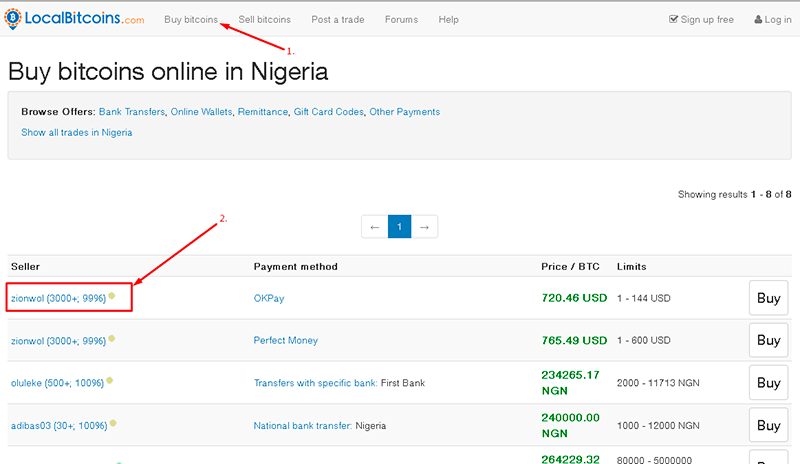 LocalBitcoins.com Buy bitcoins Sell bitcoins Post a trade Forums Help Sign up free Log in
1.
Buy bitcoins online in Nigeria
Browse Offers: Bank Transfers, Online Wallets, Remittance, Gift Card Codes, Other Payments
Show all trades in Nigeria
Showing results 1 - 8 of 8
2.
← 1 →
Seller Payment method Price / BTC Limits
zionwol (3000+; 99%) OKPay 720.46 USD 1 - 144 USD Buy
zionwol (3000+; 99%) Perfect Money 765.49 USD 1 - 600 USD Buy
oluleke (500+; 100%) Transfers with specific bank: First Bank 234265.17 NGN 2000 - 11713 NGN Buy
adibas03 (30+; 100%) National bank transfer: Nigeria 240000.00 NGN 1000 - 12000 NGN Buy
264229.32 80000 - 5000000